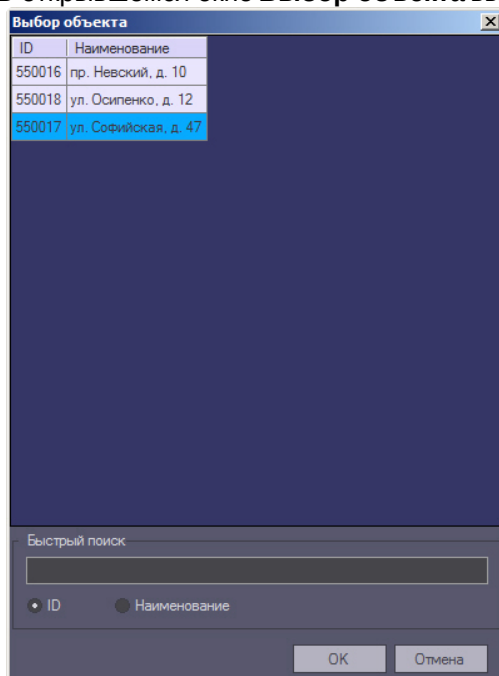 Выбор объекта
ID Наименование
550016 пр. Невский, д. 10
550018 ул. Осипенко, д. 12
550017 ул. Софийская, д. 47
Быстрый поиск
ID Наименование
OK Отмена